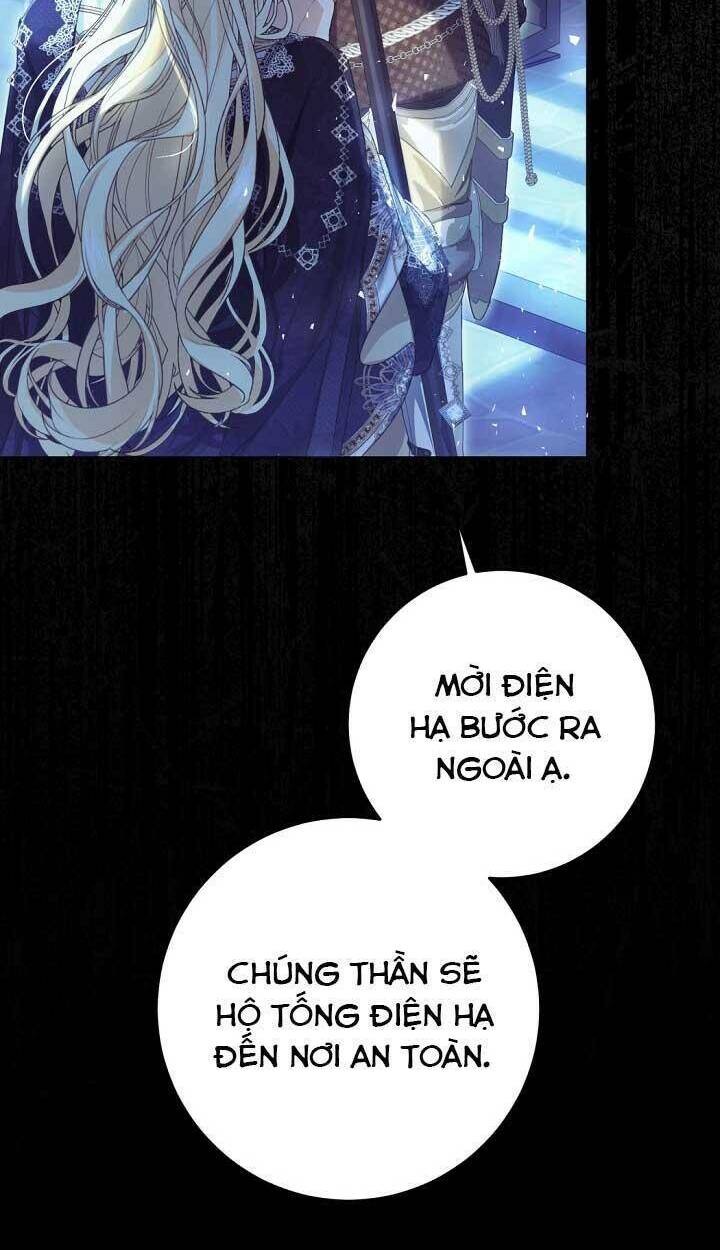 MỜI ĐIỆN
HẠ BƯỚC RA
NGOÀI Ạ.
CHÚNG THẦN SẼ
HỘ TỐNG ĐIỆN HẠ
ĐẾN NƠI AN TOÀN.